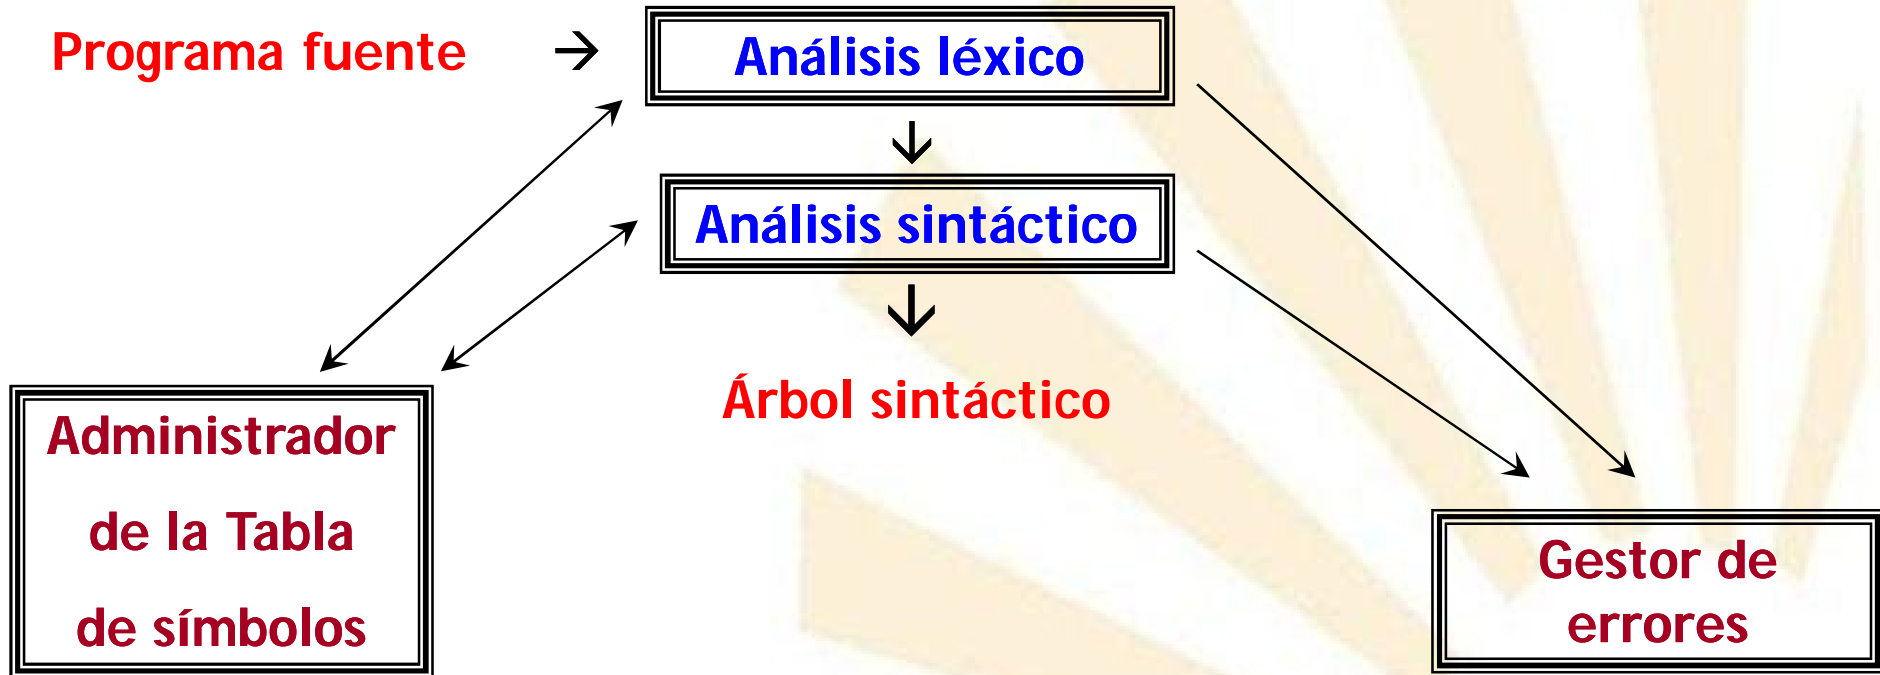 Programa fuente → Análisis léxico
↓
Análisis sintáctico
↓
Árbol sintáctico
Administrador
de la Tabla
de símbolos
Gestor de
errores